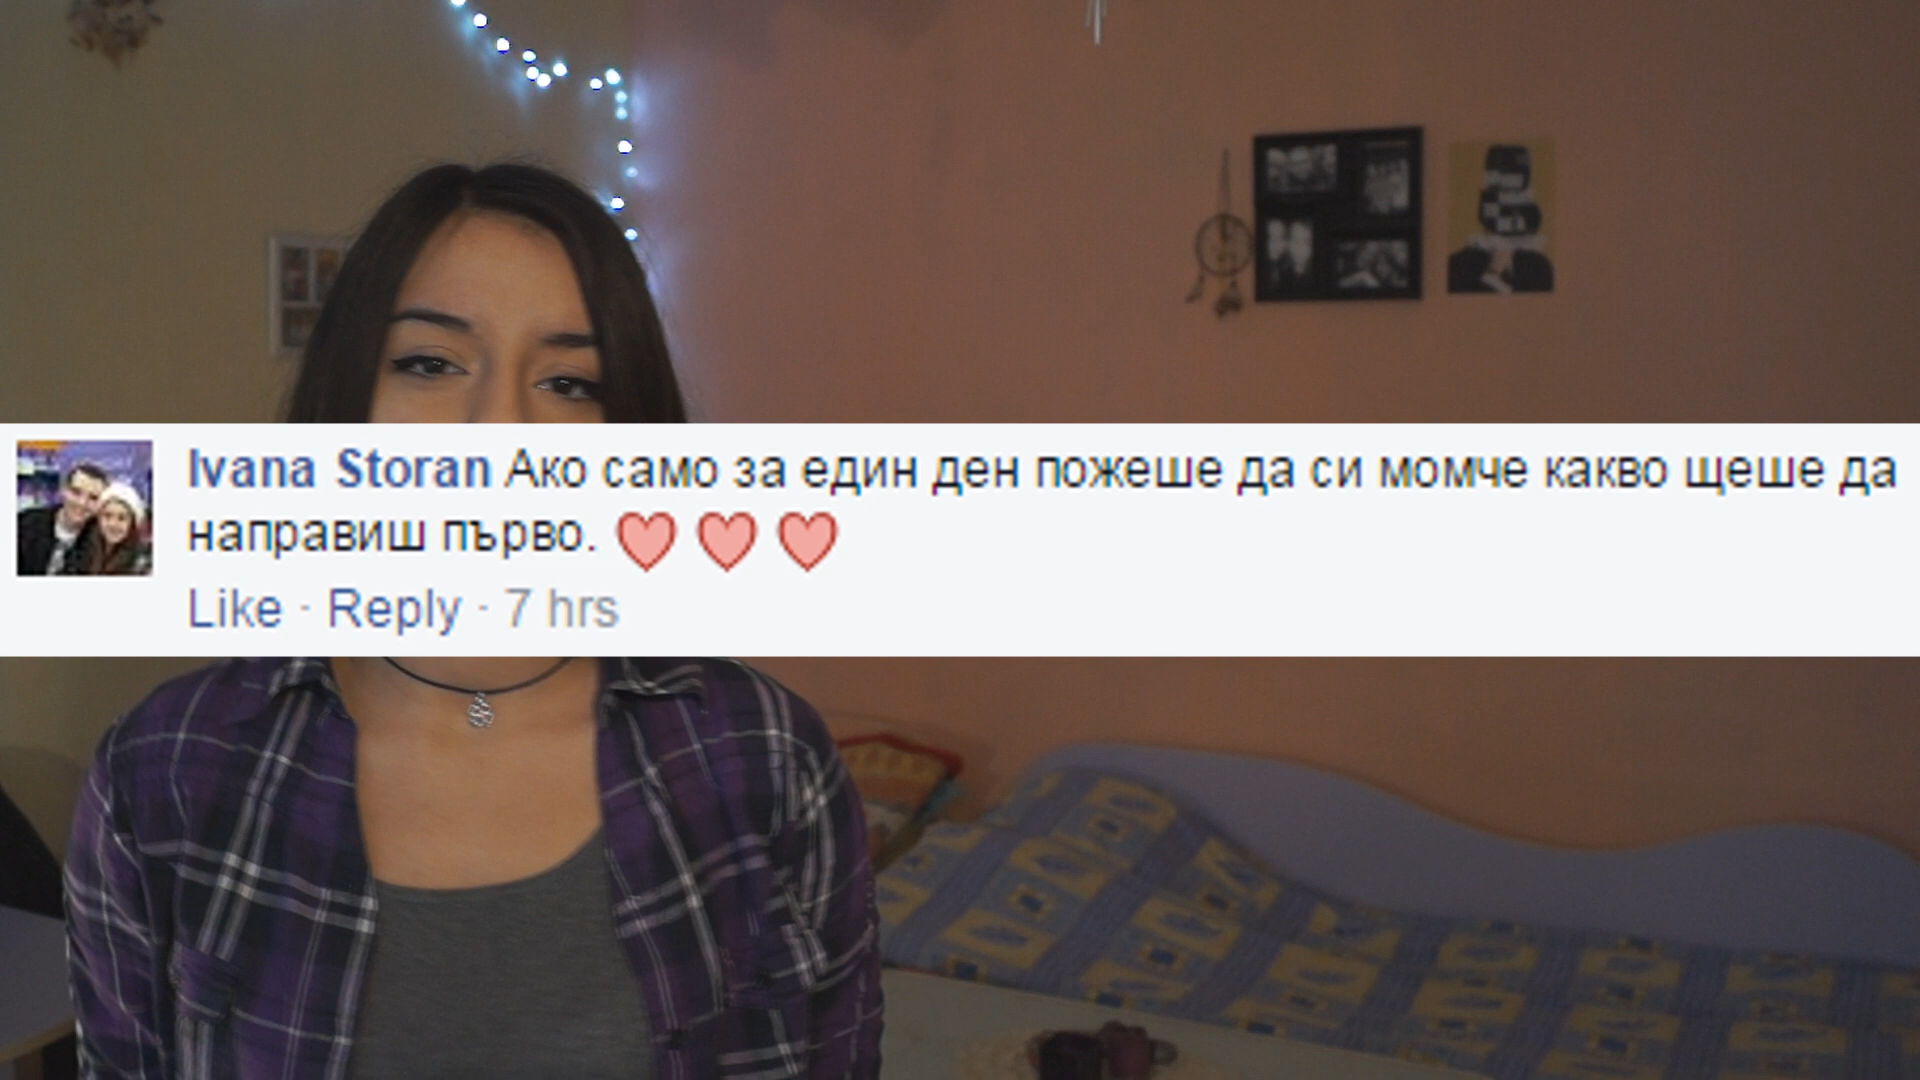 Ivana Storan Ако само за един ден пожеше да си момче какво щеше да
направиш първо. ♥ ♥ ♥
Like · Reply · 7 hrs